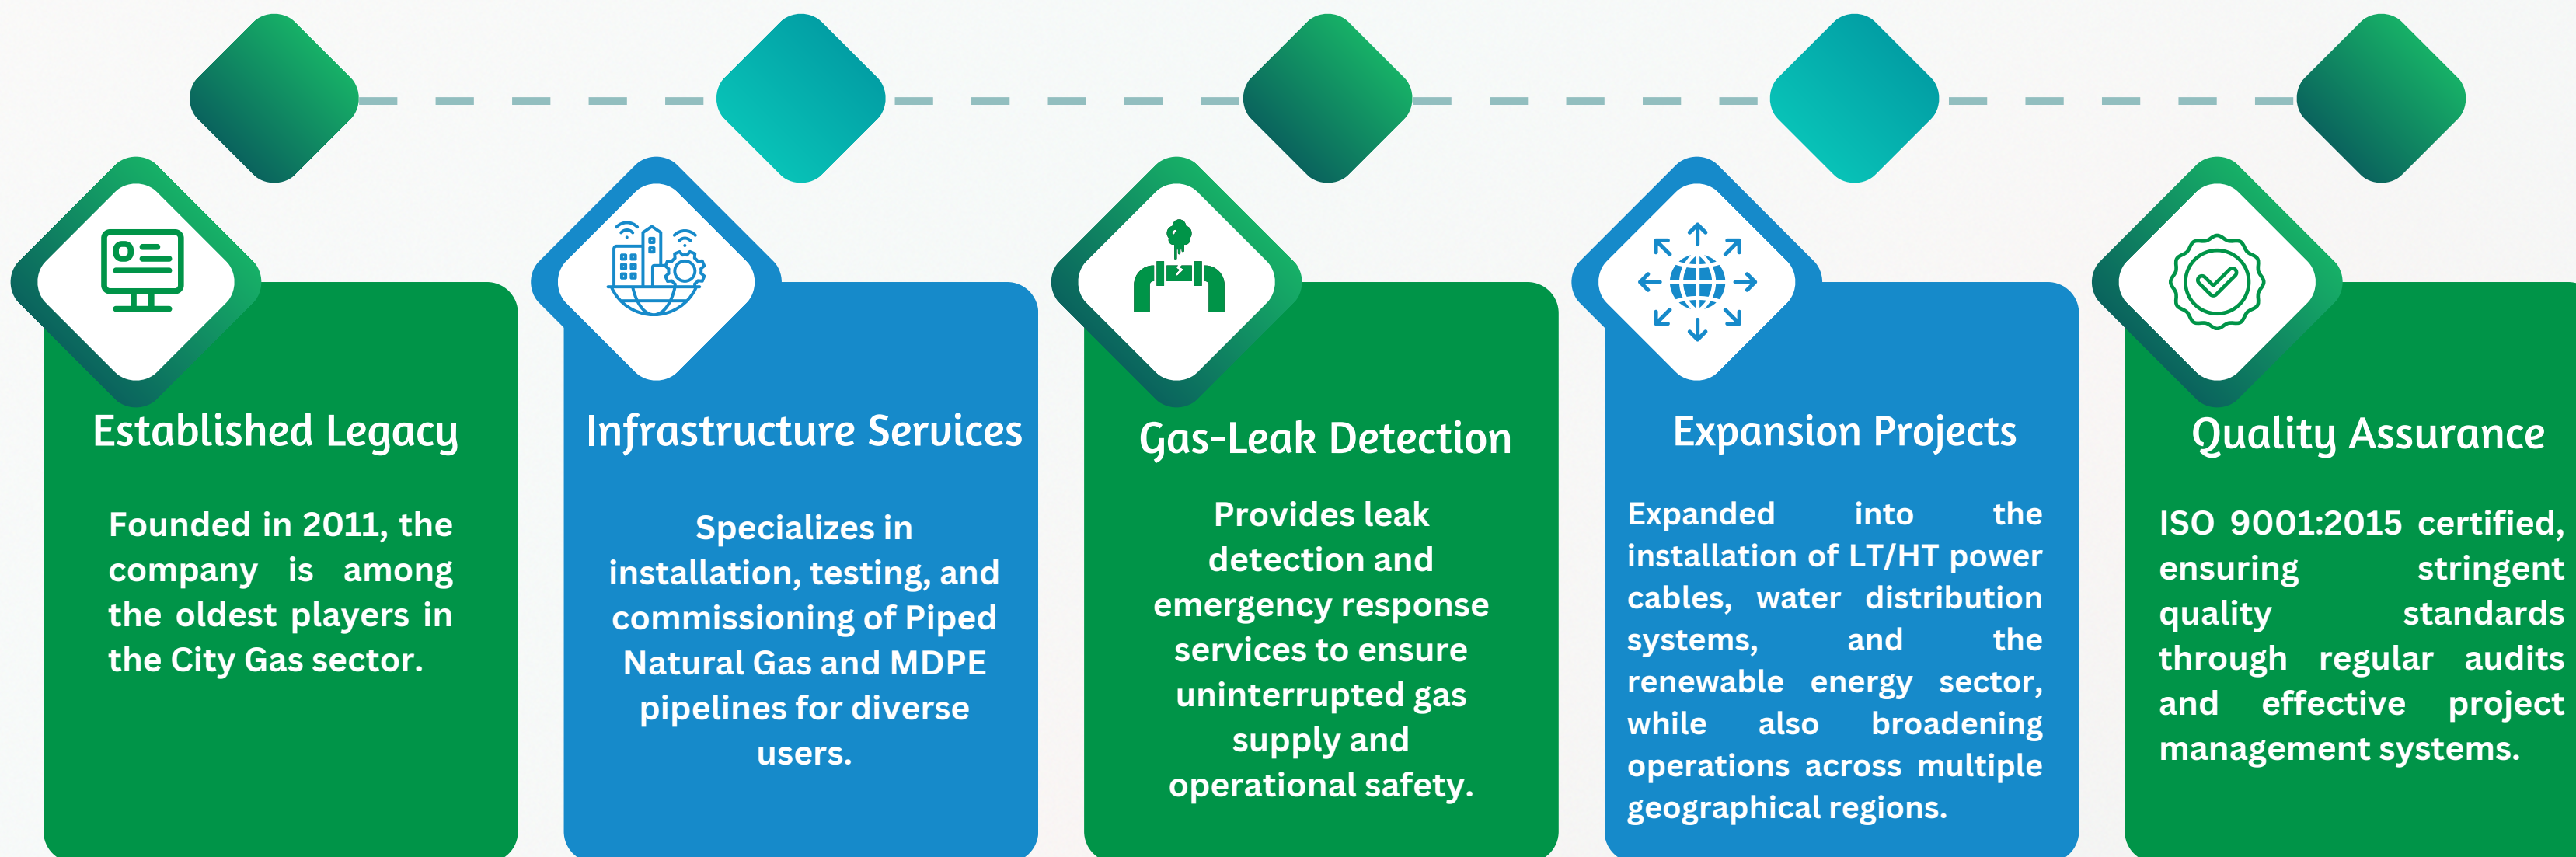 Established Legacy
Founded in 2011, the
company is among
the oldest players in
the City Gas sector.
Infrastructure Services
Specializes in
installation, testing, and
commissioning of Piped
Natural Gas and MDPE
pipelines for diverse
users.
Gas-Leak Detection
Provides leak
detection and
emergency response
services to ensure
uninterrupted gas
supply and
operational safety.
Expansion Projects
Expanded into the
installation of LT/HT power
cables, water distribution
systems, and the
renewable energy sector,
while also broadening
operations across multiple
geographical regions.
Quality Assurance
ISO 9001:2015 certified,
ensuring stringent
quality standards
through regular audits
and effective project
management systems.